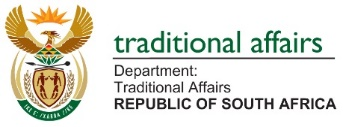 traditional affairs
Department:
Traditional Affairs
REPUBLIC OF SOUTH AFRICA